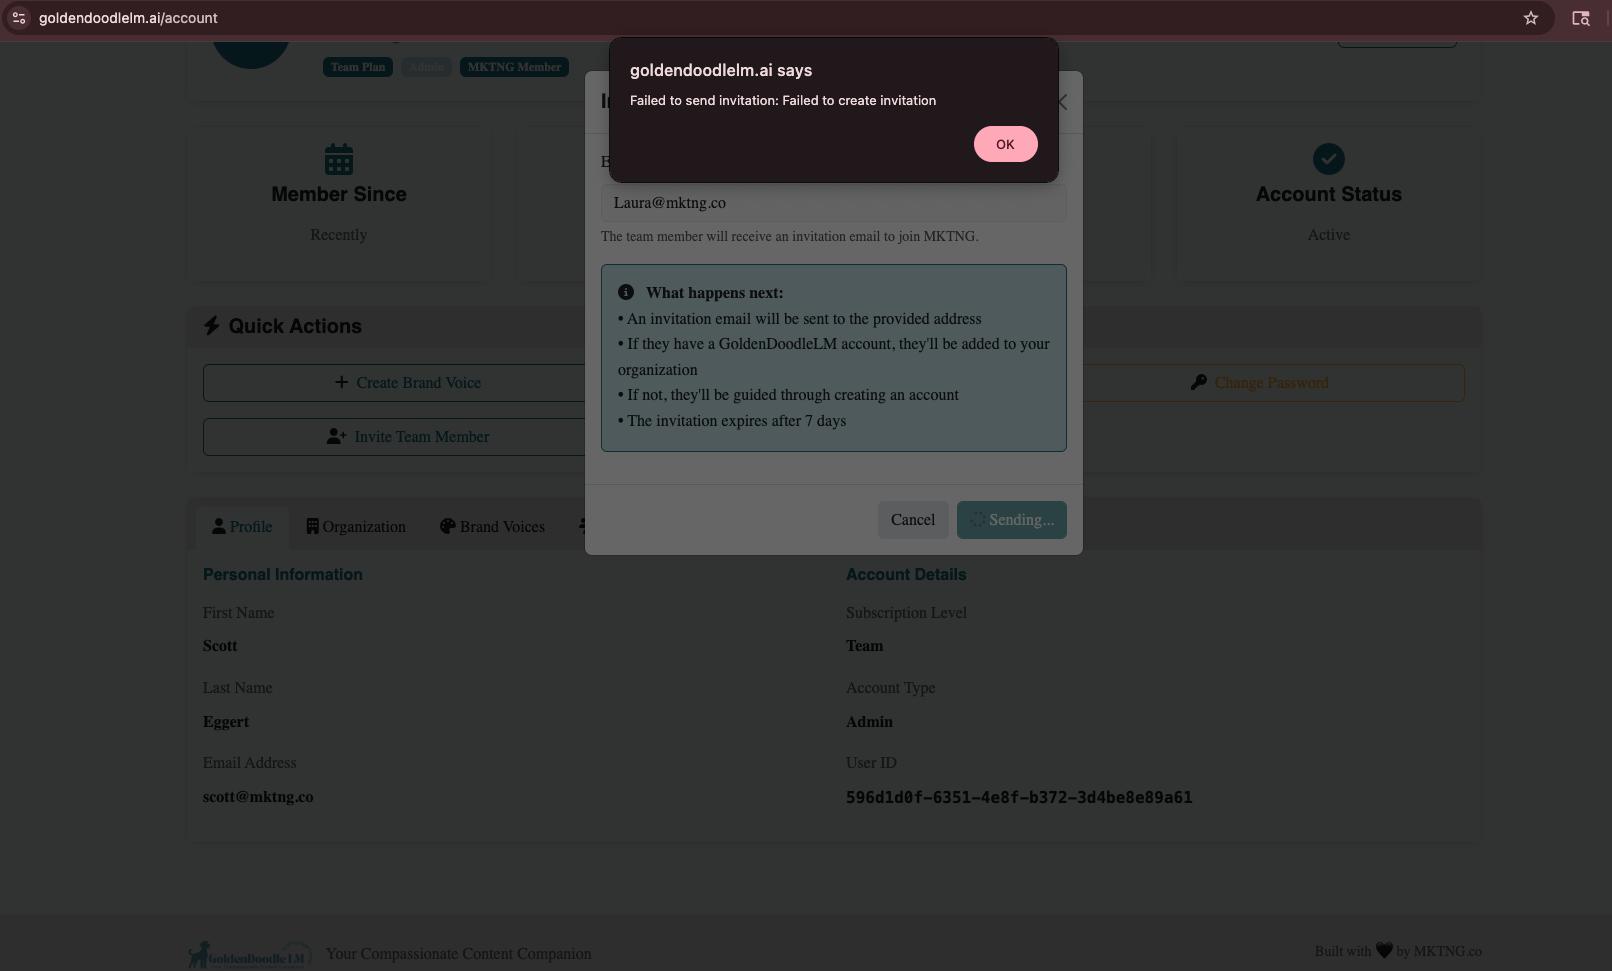 goldendoodlelm.ai/account
Team Plan Admin MKTNG Member
goldendoodlelm.ai says
Failed to send invitation: Failed to create invitation
OK
Laura@mktng.co
The team member will receive an invitation email to join MKTNG.
What happens next:
• An invitation email will be sent to the provided address
• If they have a GoldenDoodleLM account, they'll be added to your
organization
• If not, they'll be guided through creating an account
• The invitation expires after 7 days
Cancel
Sending...
Member Since
Recently
Account Status
Active
Quick Actions
Create Brand Voice
Change Password
Invite Team Member
Profile
Organization
Brand Voices
Personal Information
First Name
Scott
Last Name
Eggert
Email Address
scott@mktng.co
Account Details
Subscription Level
Team
Account Type
Admin
User ID
596d1d0f-6351-4e8f-b372-3d4be8e89a61
GoldenDoodleLM
Your Compassionate Content Companion
Built with 🖤 by MKTNG.co